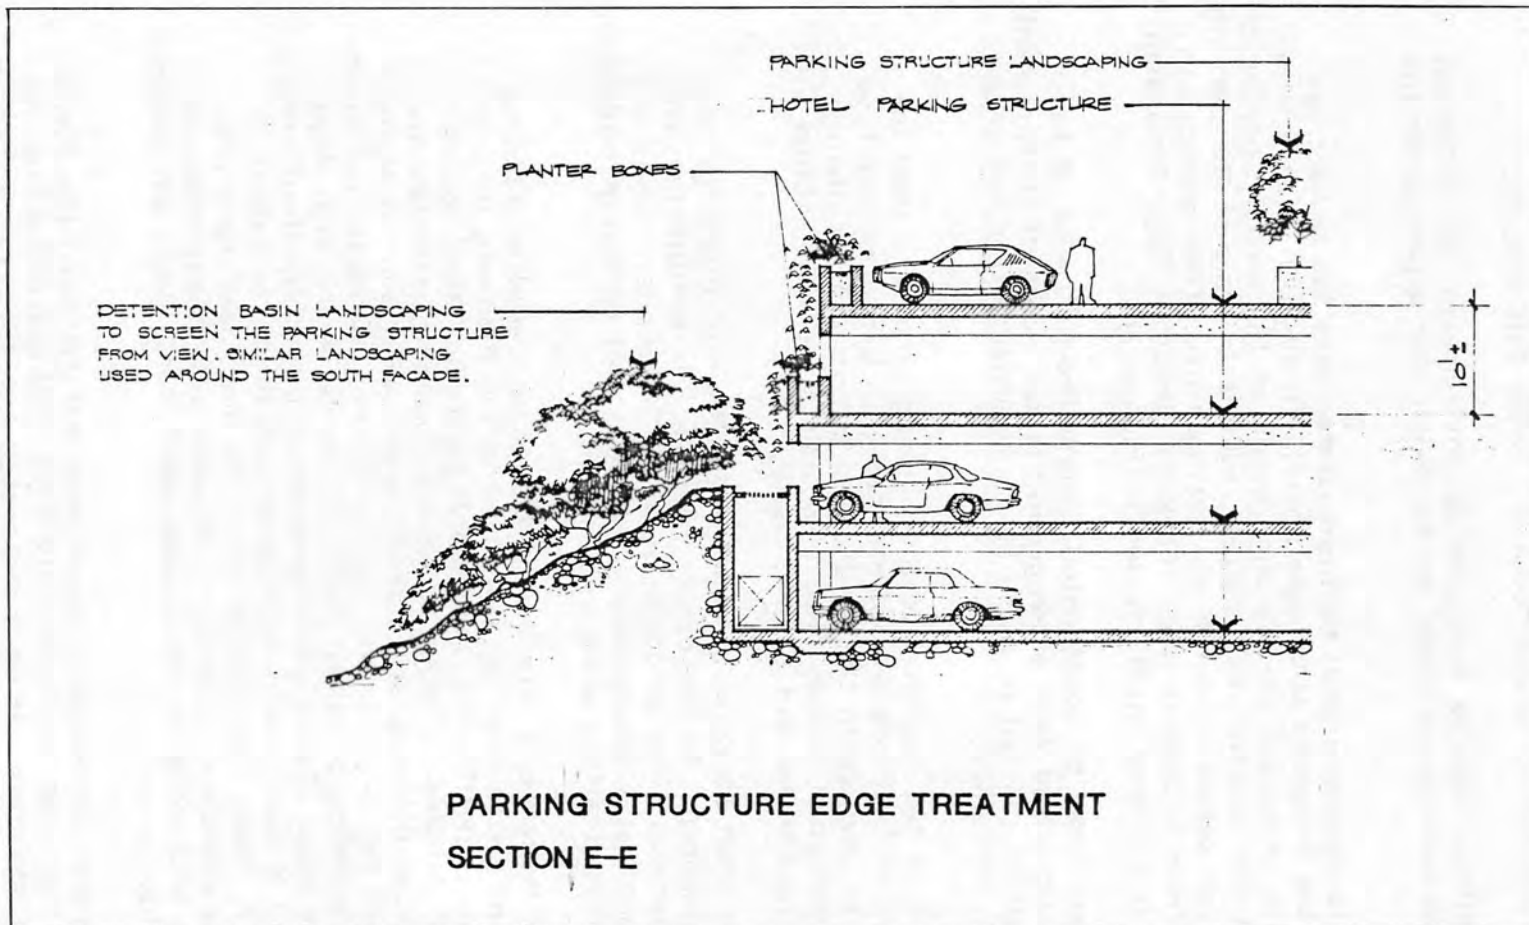 PARKING STRUCTURE LANDSCAPING
HOTEL PARKING STRUCTURE
PLANTER BOXES
DETENTION BASIN LANDSCAPING
TO SCREEN THE PARKING STRUCTURE
FROM VIEW. SIMILAR LANDSCAPING
USED AROUND THE SOUTH FACADE.
10'±
PARKING STRUCTURE EDGE TREATMENT
SECTION E-E